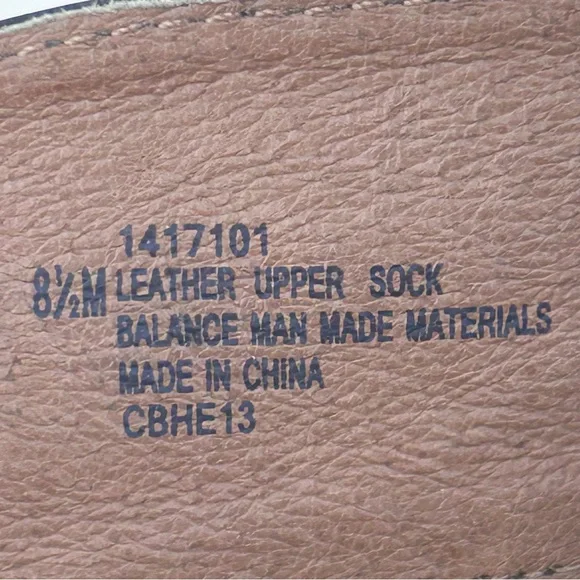 1417101
8½M LEATHER UPPER SOCK
BALANCE MAN MADE MATERIALS
MADE IN CHINA
CBHE13